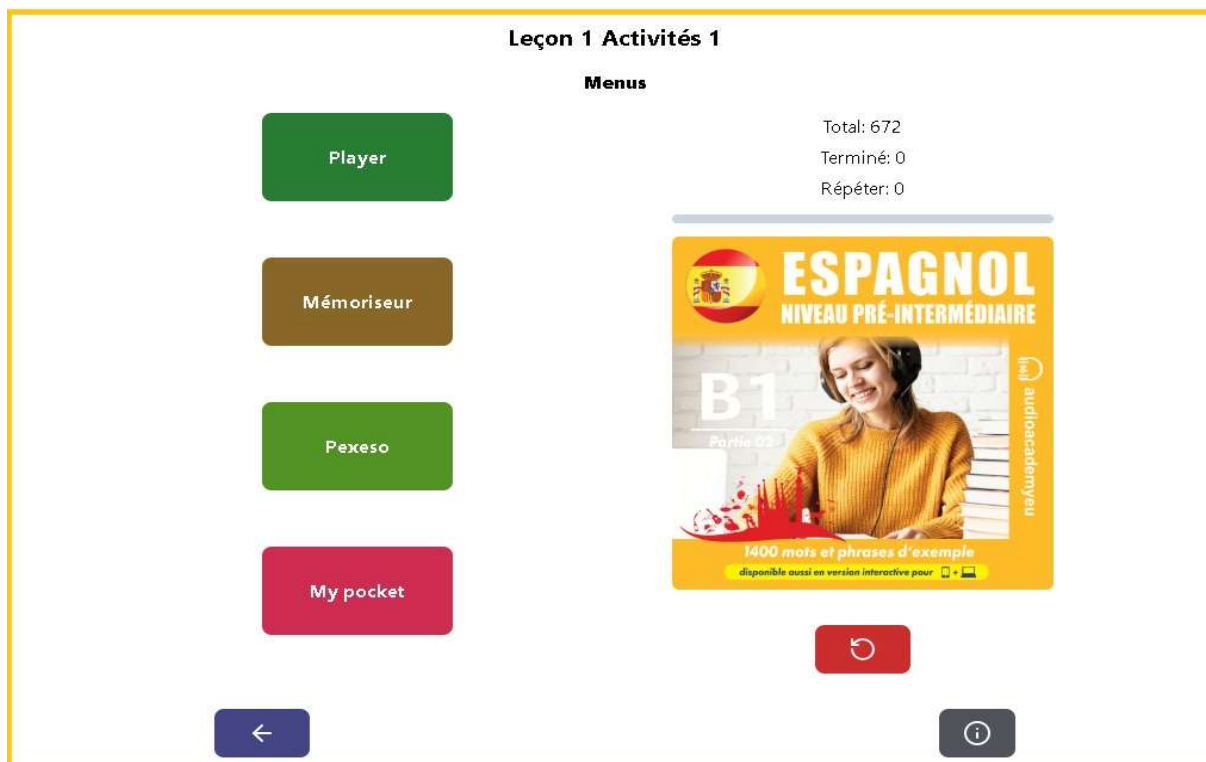 Leçon 1 Activités 1
Menus
Player
Mémoriseur
Pexeso
My pocket
Total: 672
Terminé: 0
Répéter: 0
ESPAGNOL
NIVEAU PRÉ-INTERMÉDIAIRE
B1
Partie 02
audioacademyeu
1400 mots et phrases d'exemple
disponible aussi en version interactive pour +